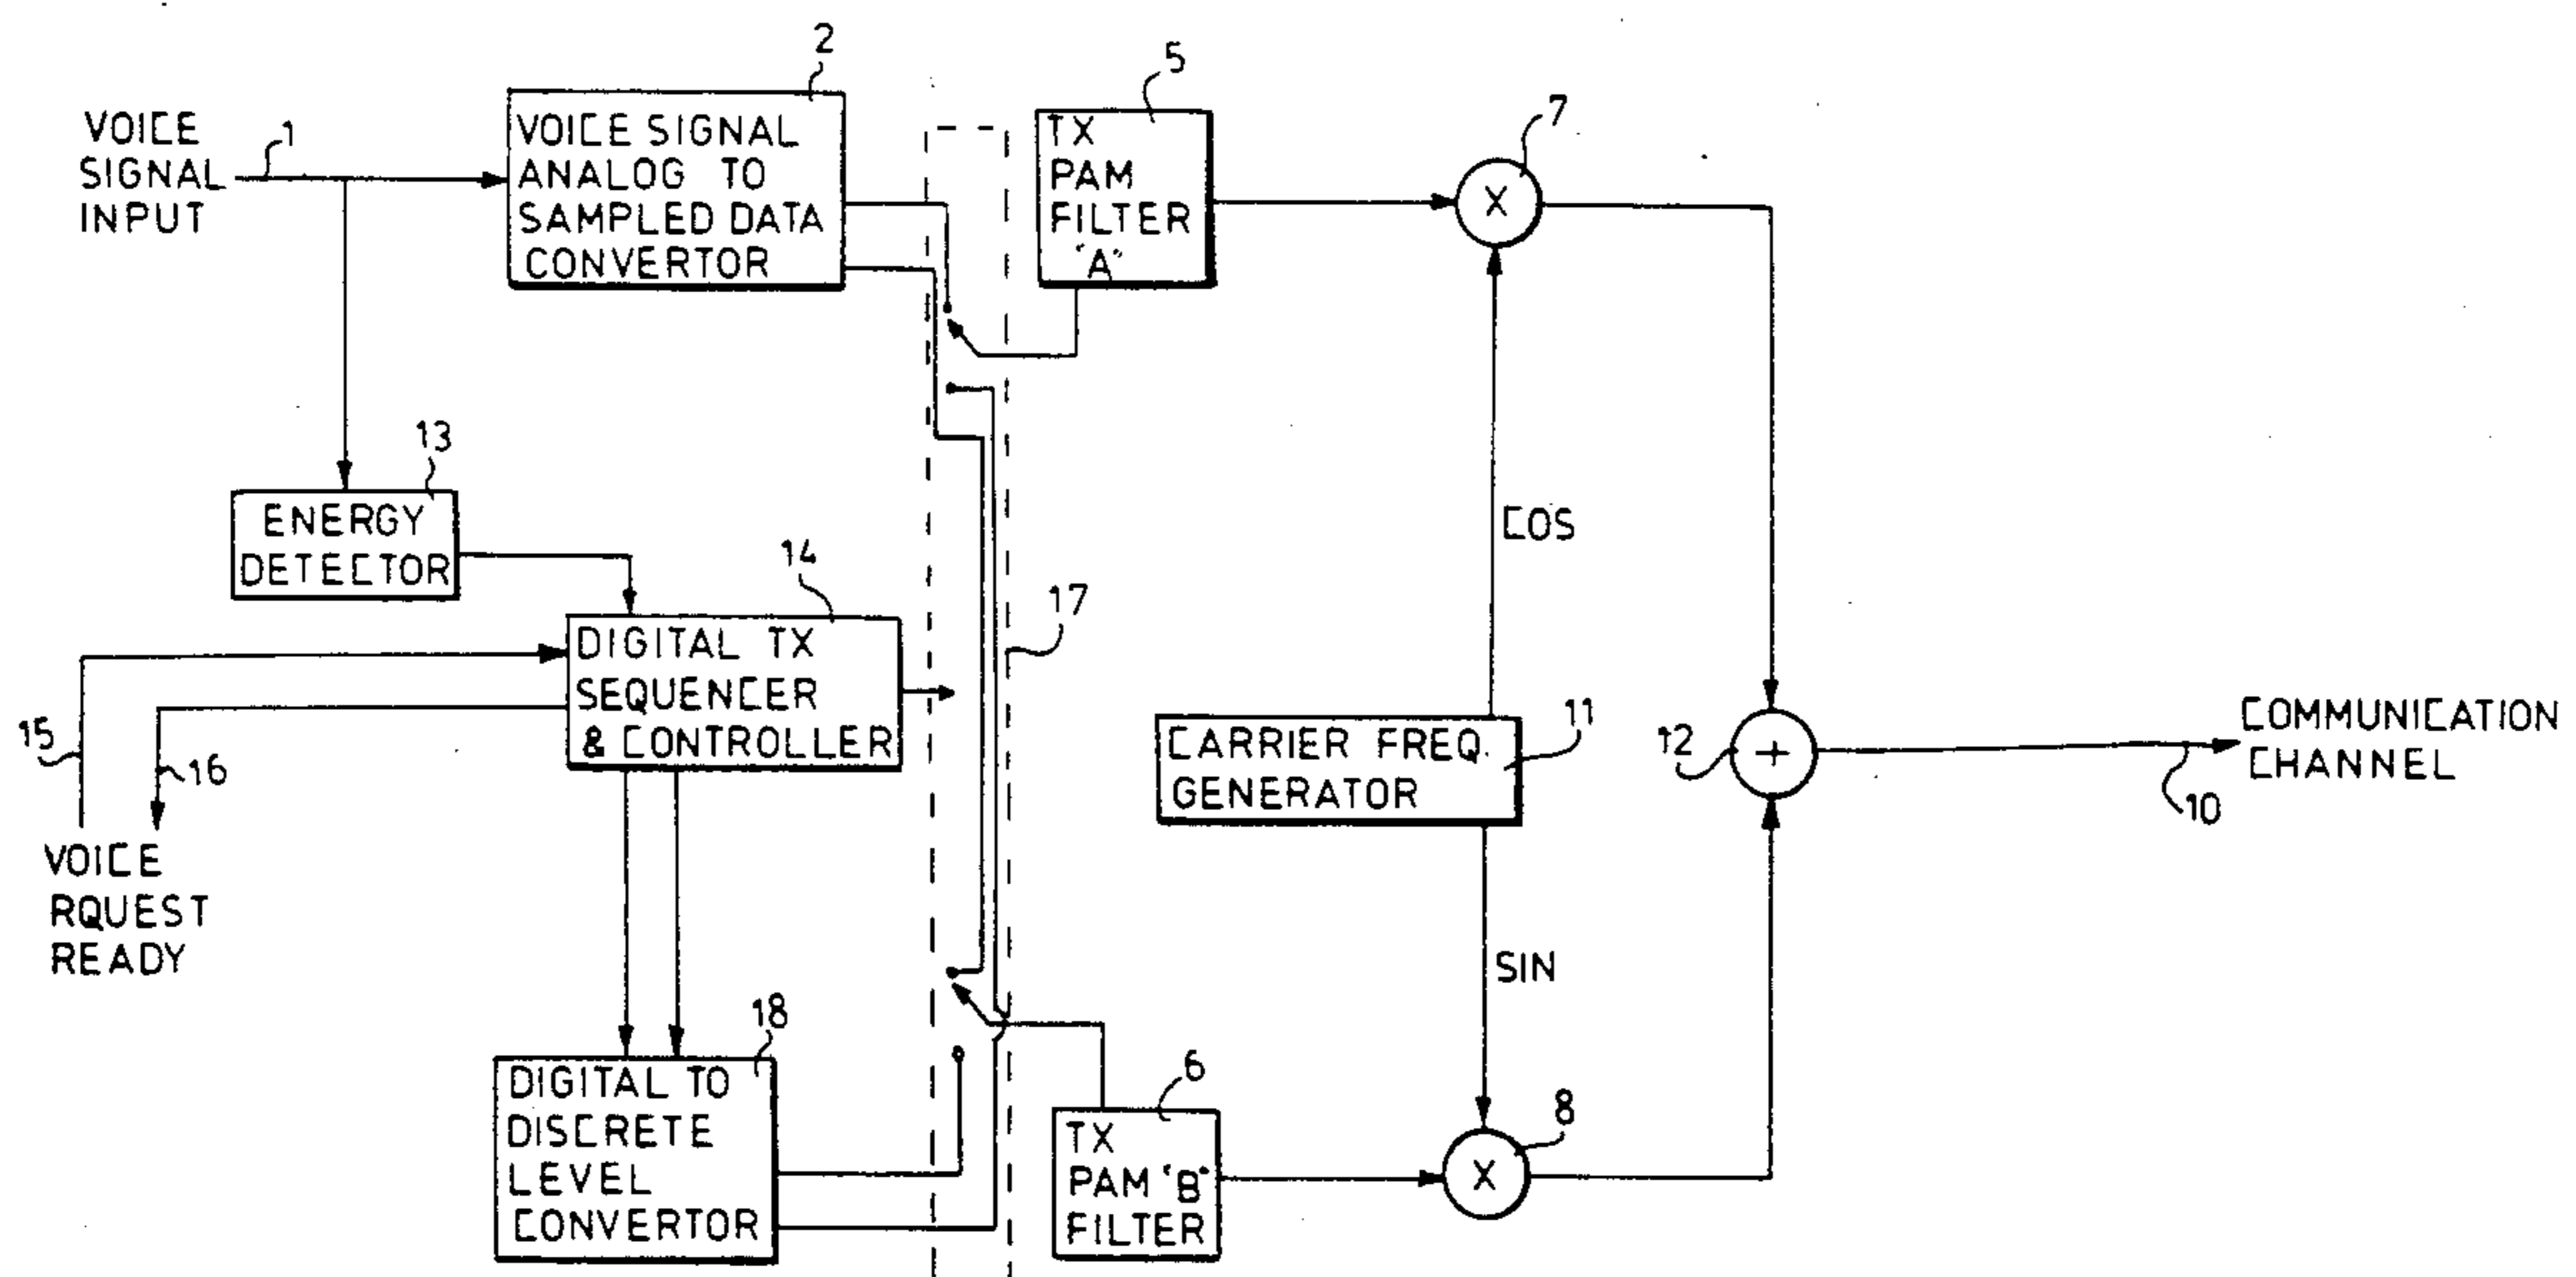 2
5
7
VOICE
SIGNAL
INPUT
1
VOICE SIGNAL
ANALOG TO
SAMPLED DATA
CONVERTOR
TX
PAM
FILTER
"A"
X
13
ENERGY
DETECTOR
COS
14
17
DIGITAL TX
SEQUENCER
& CONTROLLER
15
16
VOICE
RQUEST
READY
CARRIER FREQ.
GENERATOR
11
12
+
COMMUNICATION
CHANNEL
10
SIN
18
DIGITAL TO
DISCRETE
LEVEL
CONVERTOR
6
TX
PAM "B"
FILTER
8
X